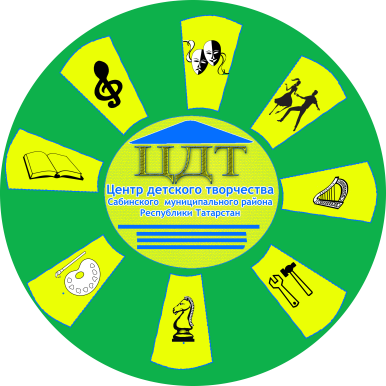 ЦДТ
Центр детского творчества
Сабинского муниципального района
Республики Татарстан